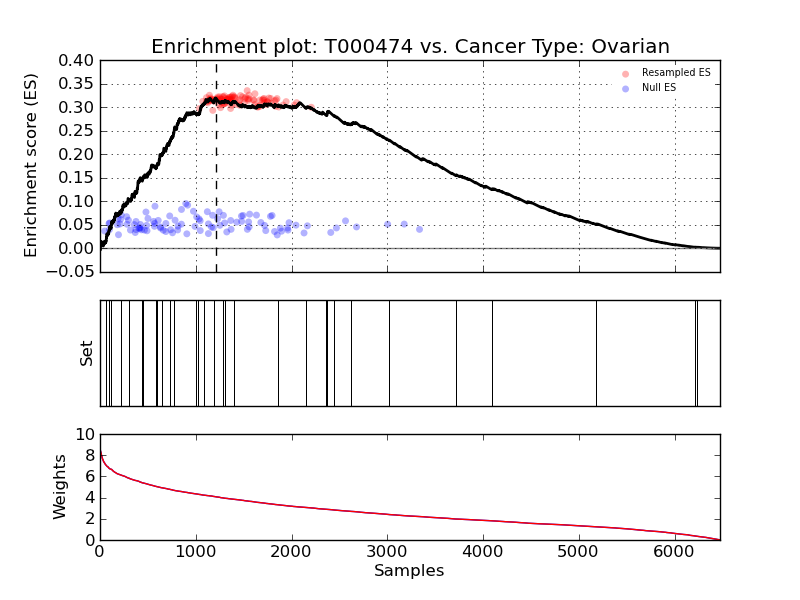 Enrichment plot: T000474 vs. Cancer Type: Ovarian
Enrichment score (ES)
0.40
0.35
0.30
0.25
0.20
0.15
0.10
0.05
0.00
−0.05
Resampled ES
Null ES
Set
Weights
10
8
6
4
2
0
0 1000 2000 3000 4000 5000 6000
Samples